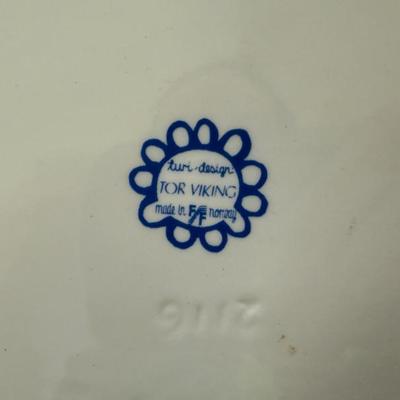 turi-design
TOR VIKING
made in F/F norway